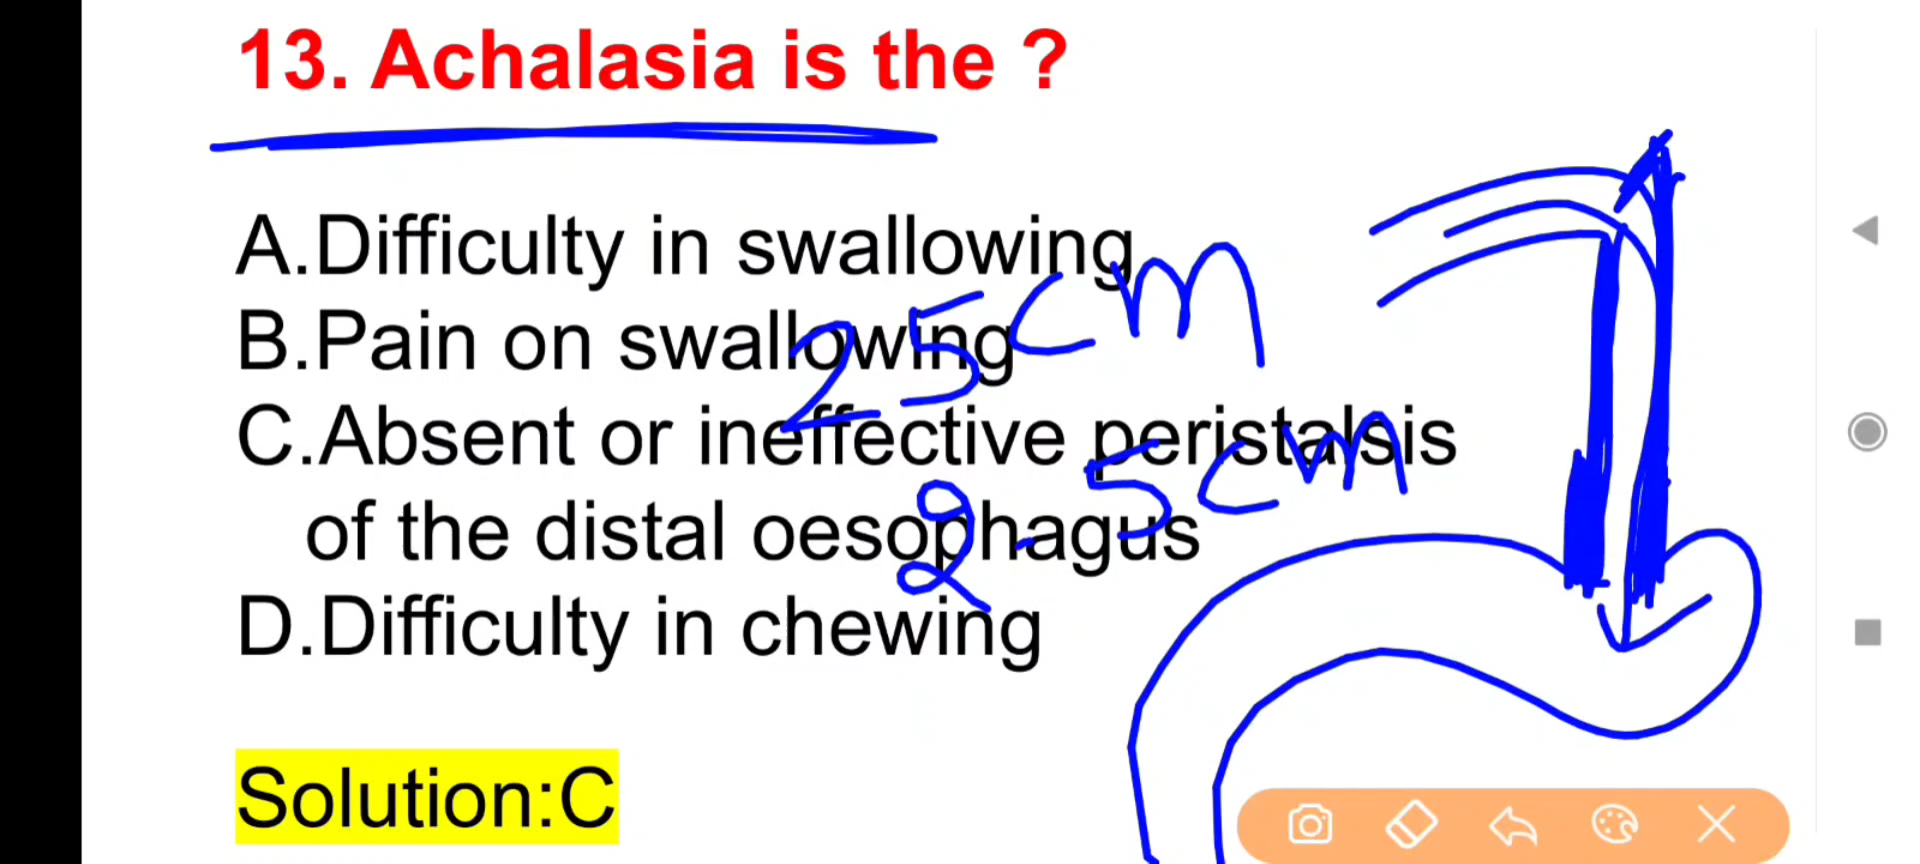 13. Achalasia is the ?
A.Difficulty in swallowing
B.Pain on swallowing
C.Absent or ineffective peristalsis
of the distal oesophagus
D.Difficulty in chewing
25cm
5cm
Solution:C